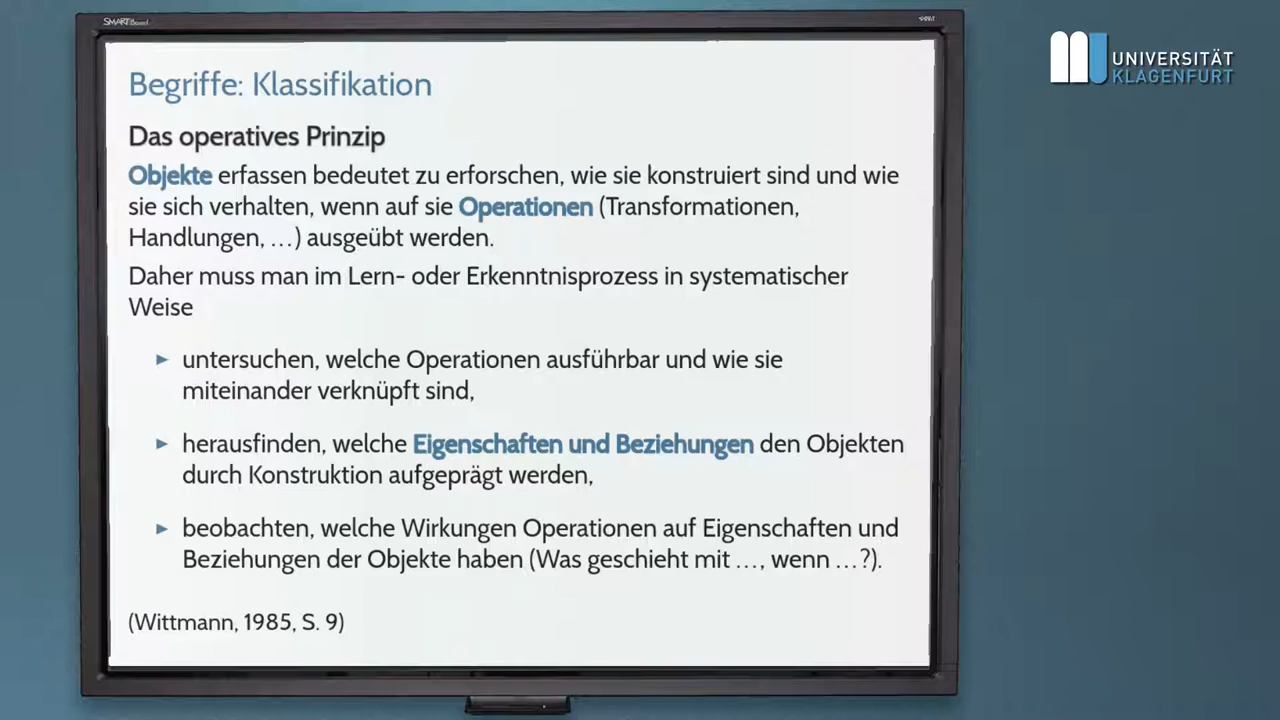 SMART Board
UNIVERSITÄT
KLAGENFURT
Begriffe: Klassifikation
Das operatives Prinzip
Objekte erfassen bedeutet zu erforschen, wie sie konstruiert sind und wie
sie sich verhalten, wenn auf sie Operationen (Transformationen,
Handlungen, …) ausgeübt werden.
Daher muss man im Lern- oder Erkenntnisprozess in systematischer
Weise
► untersuchen, welche Operationen ausführbar und wie sie
miteinander verknüpft sind,
► herausfinden, welche Eigenschaften und Beziehungen den Objekten
durch Konstruktion aufgeprägt werden,
► beobachten, welche Wirkungen Operationen auf Eigenschaften und
Beziehungen der Objekte haben (Was geschieht mit …, wenn …?).
(Wittmann, 1985, S. 9)